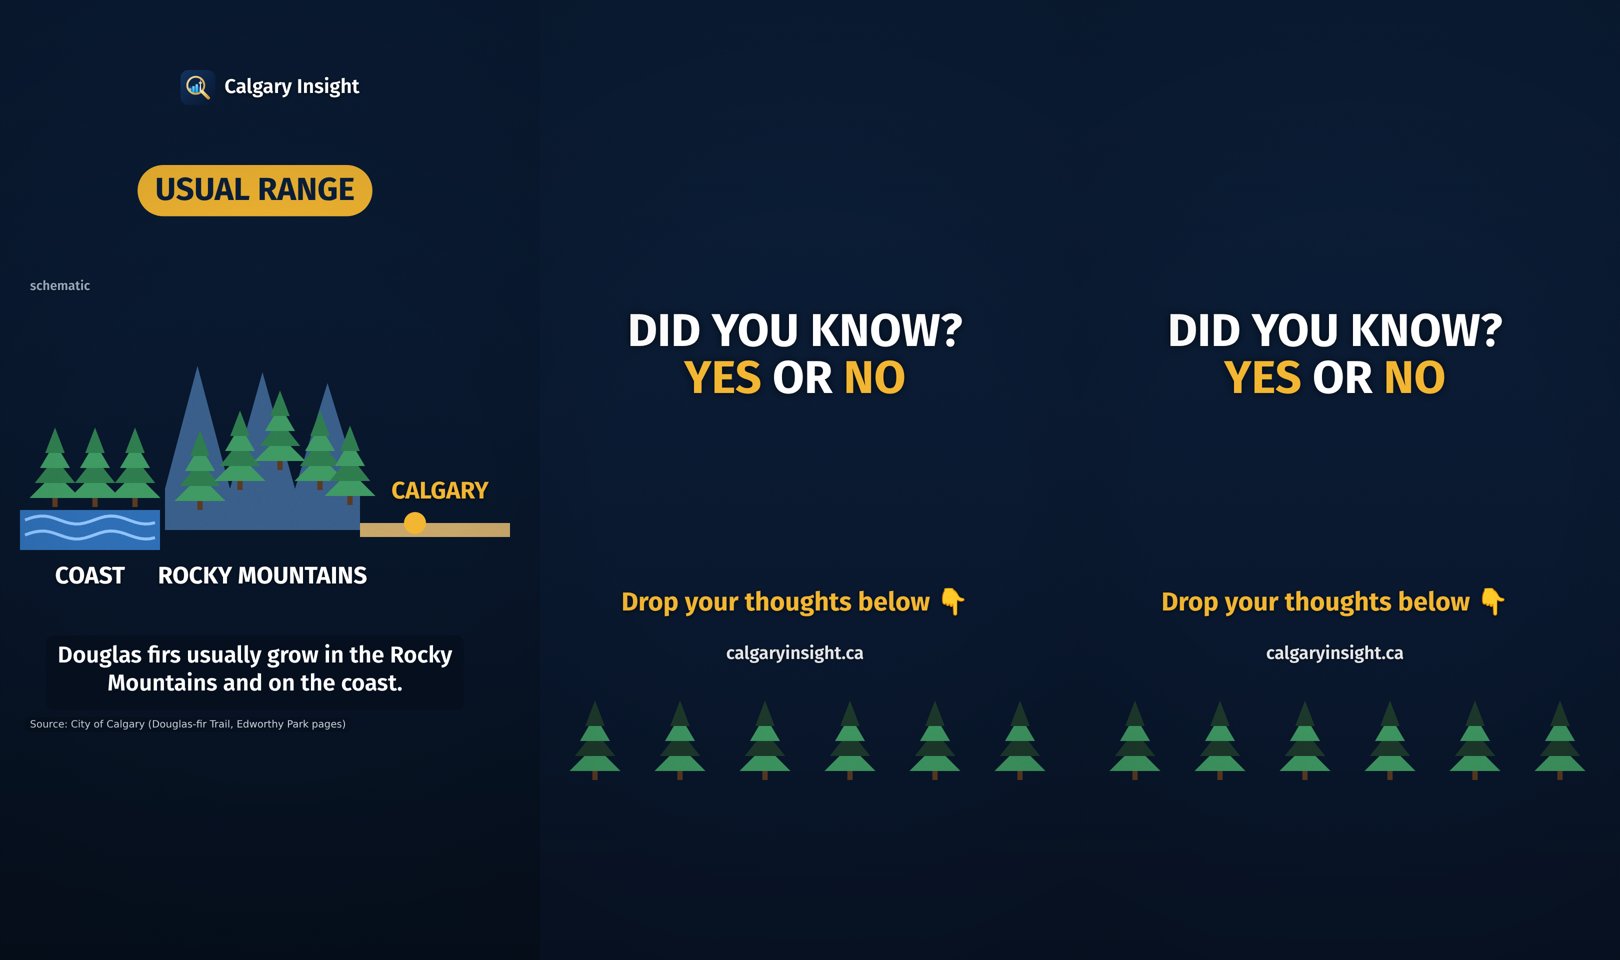 Calgary Insight
USUAL RANGE
schematic
CALGARY
COAST
ROCKY MOUNTAINS
Douglas firs usually grow in the Rocky
Mountains and on the coast.
Source: City of Calgary (Douglas-fir Trail, Edworthy Park pages)
DID YOU KNOW?
YES OR NO
Drop your thoughts below 👇
calgaryinsight.ca
DID YOU KNOW?
YES OR NO
Drop your thoughts below 👇
calgaryinsight.ca